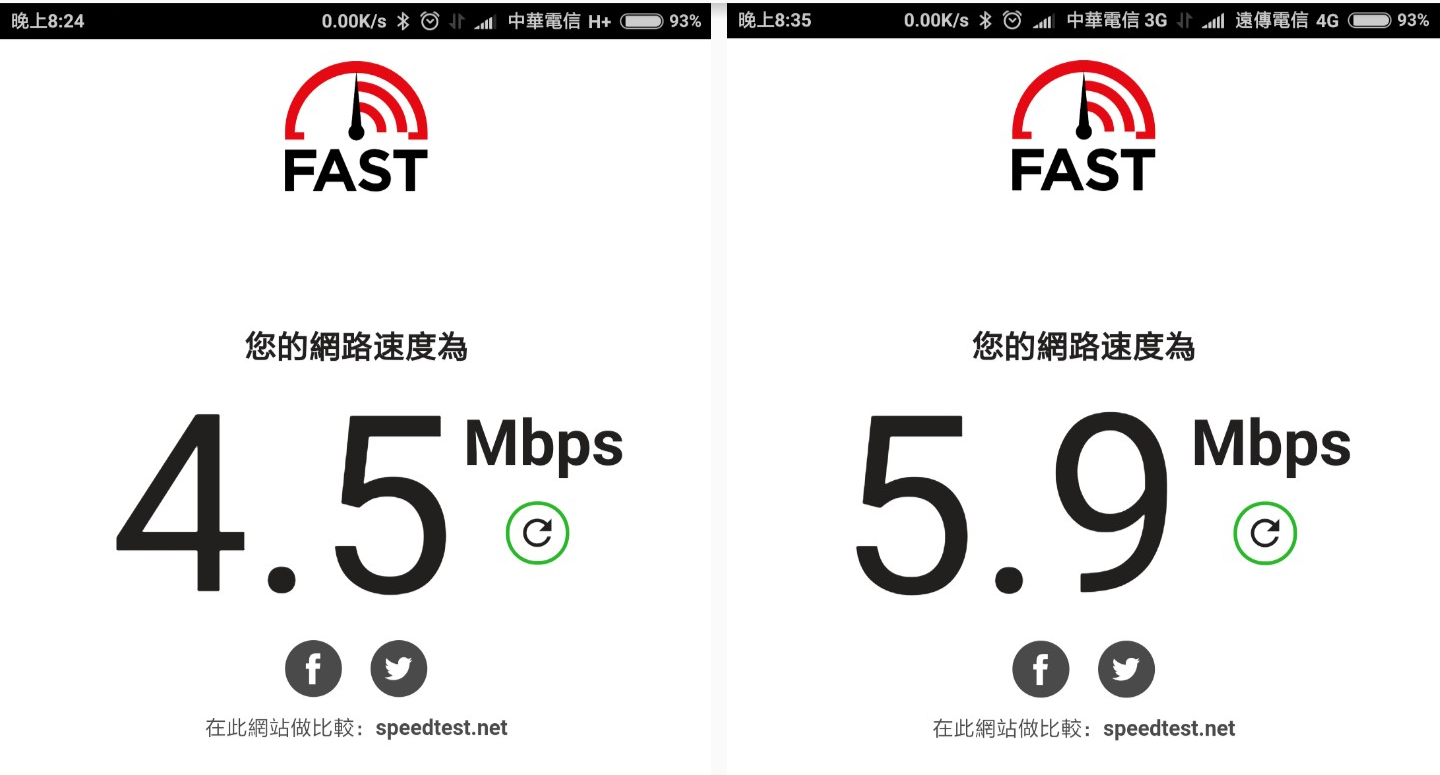 晚上8:24 0.00K/s 中華電信 H+ 93%
FAST
您的網路速度為
4.5 Mbps
在此網站做比較：speedtest.net
晚上8:35 0.00K/s 中華電信 3G 遠傳電信 4G 93%
FAST
您的網路速度為
5.9 Mbps
在此網站做比較：speedtest.net